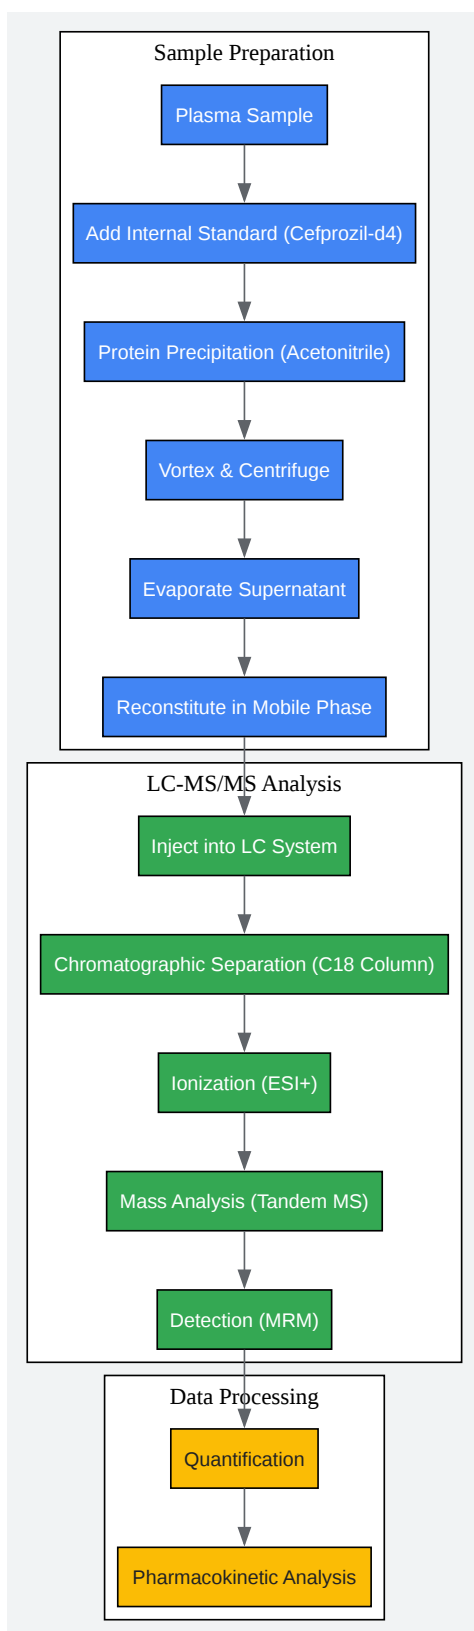 Sample Preparation
Plasma Sample
Add Internal Standard (Cefprozil-d4)
Protein Precipitation (Acetonitrile)
Vortex & Centrifuge
Evaporate Supernatant
Reconstitute in Mobile Phase
LC-MS/MS Analysis
Inject into LC System
Chromatographic Separation (C18 Column)
Ionization (ESI+)
Mass Analysis (Tandem MS)
Detection (MRM)
Data Processing
Quantification
Pharmacokinetic Analysis